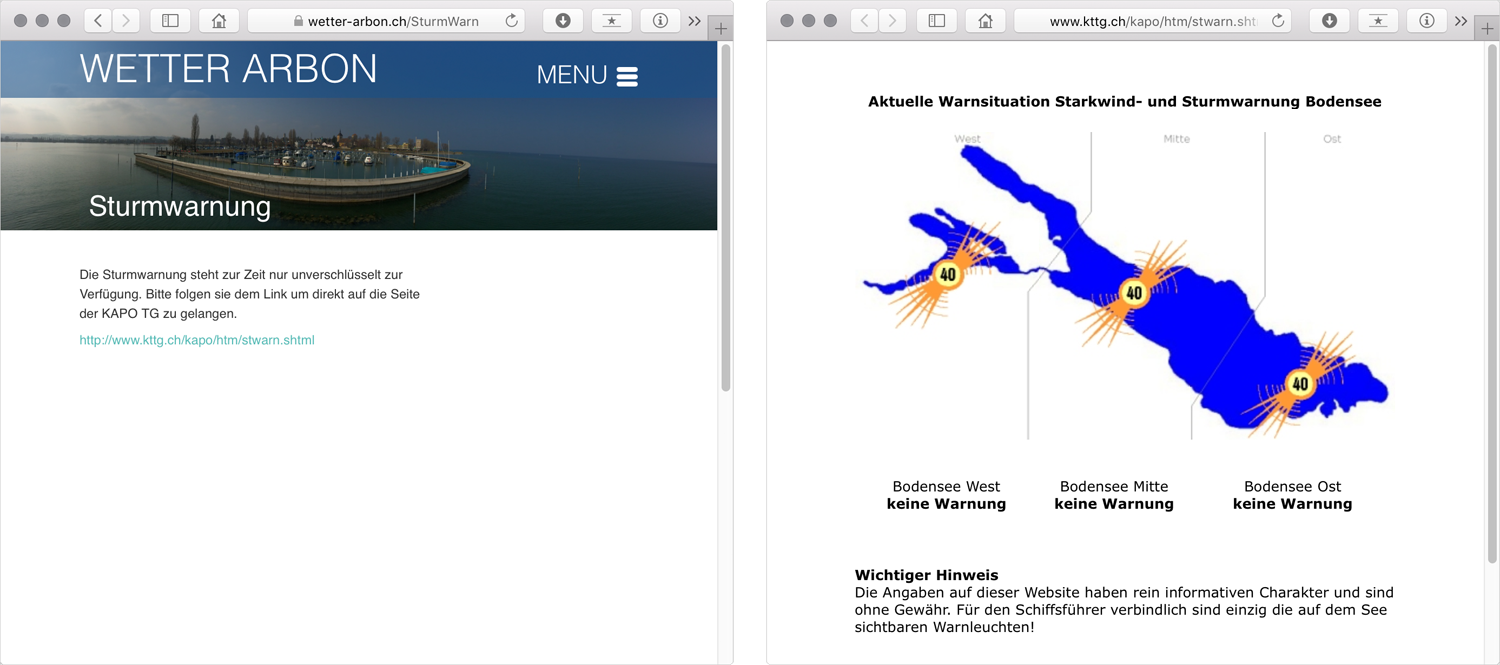 wetter-arbon.ch/SturmWarn
WETTER ARBON
MENU
Sturmwarnung
Die Sturmwarnung steht zur Zeit nur unverschlüsselt zur
Verfügung. Bitte folgen sie dem Link um direkt auf die Seite
der KAPO TG zu gelangen.
http://www.kttg.ch/kapo/htm/stwarn.shtml
www.kttg.ch/kapo/htm/stwarn.sht
Aktuelle Warnsituation Starkwind- und Sturmwarnung Bodensee
West Mitte Ost
40
40
40
Bodensee West Bodensee Mitte Bodensee Ost
keine Warnung keine Warnung keine Warnung
Wichtiger Hinweis
Die Angaben auf dieser Website haben rein informativen Charakter und sind
ohne Gewähr. Für den Schiffsführer verbindlich sind einzig die auf dem See
sichtbaren Warnleuchten!